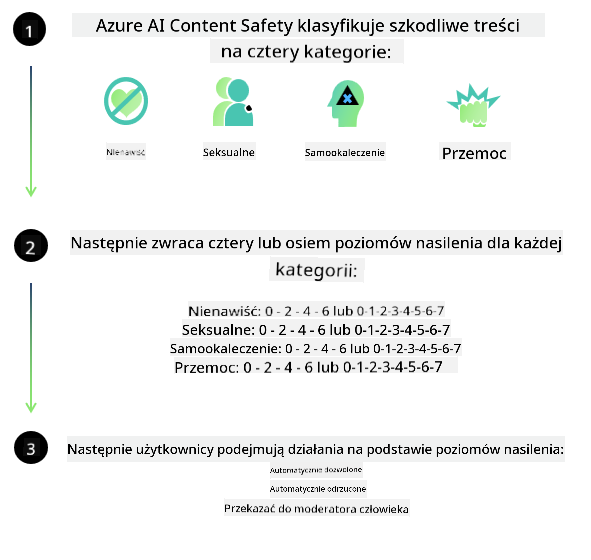 1
Azure AI Content Safety klasyfikuje szkodliwe treści
na cztery kategorie:
Nienawiść
Seksualne
Samookaleczenie
Przemoc
2
Następnie zwraca cztery lub osiem poziomów nasilenia dla każdej
kategorii:
Nienawiść: 0 - 2 - 4 - 6 lub 0-1-2-3-4-5-6-7
Seksualne: 0 - 2 - 4 - 6 lub 0-1-2-3-4-5-6-7
Samookaleczenie: 0 - 2 - 4 - 6 lub 0-1-2-3-4-5-6-7
Przemoc: 0 - 2 - 4 - 6 lub 0-1-2-3-4-5-6-7
3
Następnie użytkownicy podejmują działania na podstawie poziomów nasilenia:
Automatycznie dozwolone
Automatycznie odrzucone
Przekazać do moderatora człowieka